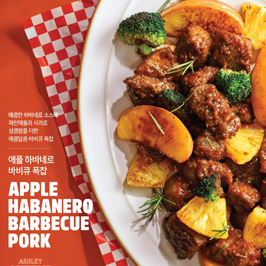 매콤한 하바네로 소스에
파인애플과 사과로
상큼함을 더한
매콤달콤 바비큐 폭찹
애플 하바네로
바비큐 폭찹
APPLE
HABANERO
BARBECUE
PORK
ASHLEY